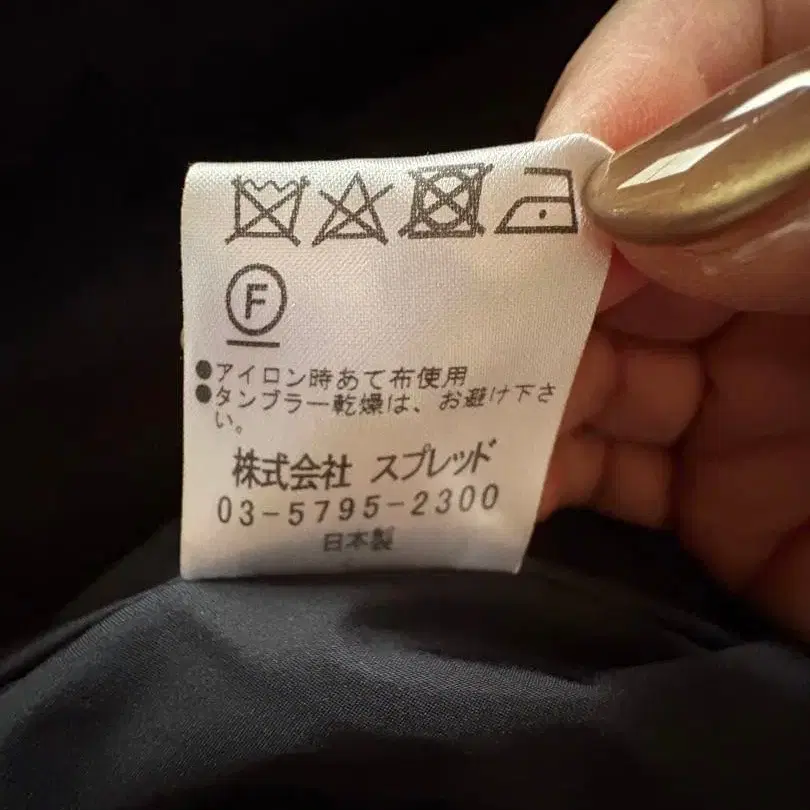 F
●アイロン時あて布使用
●タンブラー乾燥は、お避け下さ
い。
株式会社 スプレッド
03-5795-2300
日本製